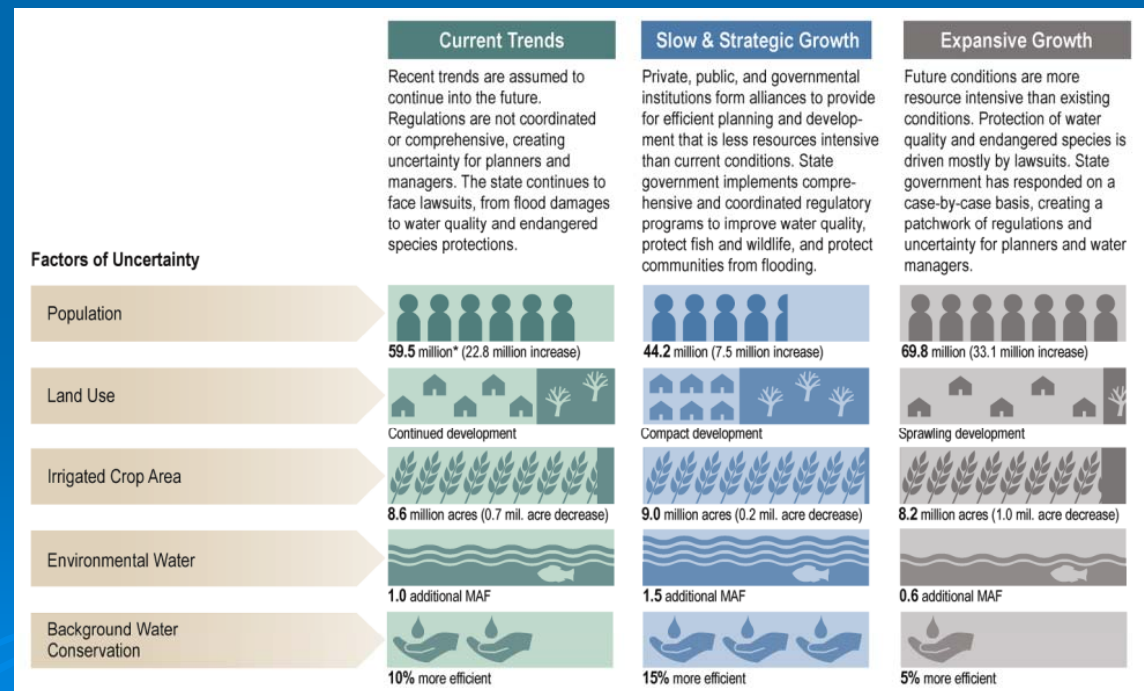 Current Trends
Recent trends are assumed to
continue into the future.
Regulations are not coordinated
or comprehensive, creating
uncertainty for planners and
managers. The state continues to
face lawsuits, from flood damages
to water quality and endangered
species protections.
Slow & Strategic Growth
Private, public, and governmental
institutions form alliances to provide
for efficient planning and develop-
ment that is less resources intensive
than current conditions. State
government implements compre-
hensive and coordinated regulatory
programs to improve water quality,
protect fish and wildlife, and protect
communities from flooding.
Expansive Growth
Future conditions are more
resource intensive than existing
conditions. Protection of water
quality and endangered species is
driven mostly by lawsuits. State
government has responded on a
case-by-case basis, creating a
patchwork of regulations and
uncertainty for planners and water
managers.
Factors of Uncertainty
Population
59.5 million* (22.8 million increase)
44.2 million (7.5 million increase)
69.8 million (33.1 million increase)
Land Use
Continued development
Compact development
Sprawling development
Irrigated Crop Area
8.6 million acres (0.7 mil. acre decrease)
9.0 million acres (0.2 mil. acre decrease)
8.2 million acres (1.0 mil. acre decrease)
Environmental Water
1.0 additional MAF
1.5 additional MAF
0.6 additional MAF
Background Water
Conservation
10% more efficient
15% more efficient
5% more efficient